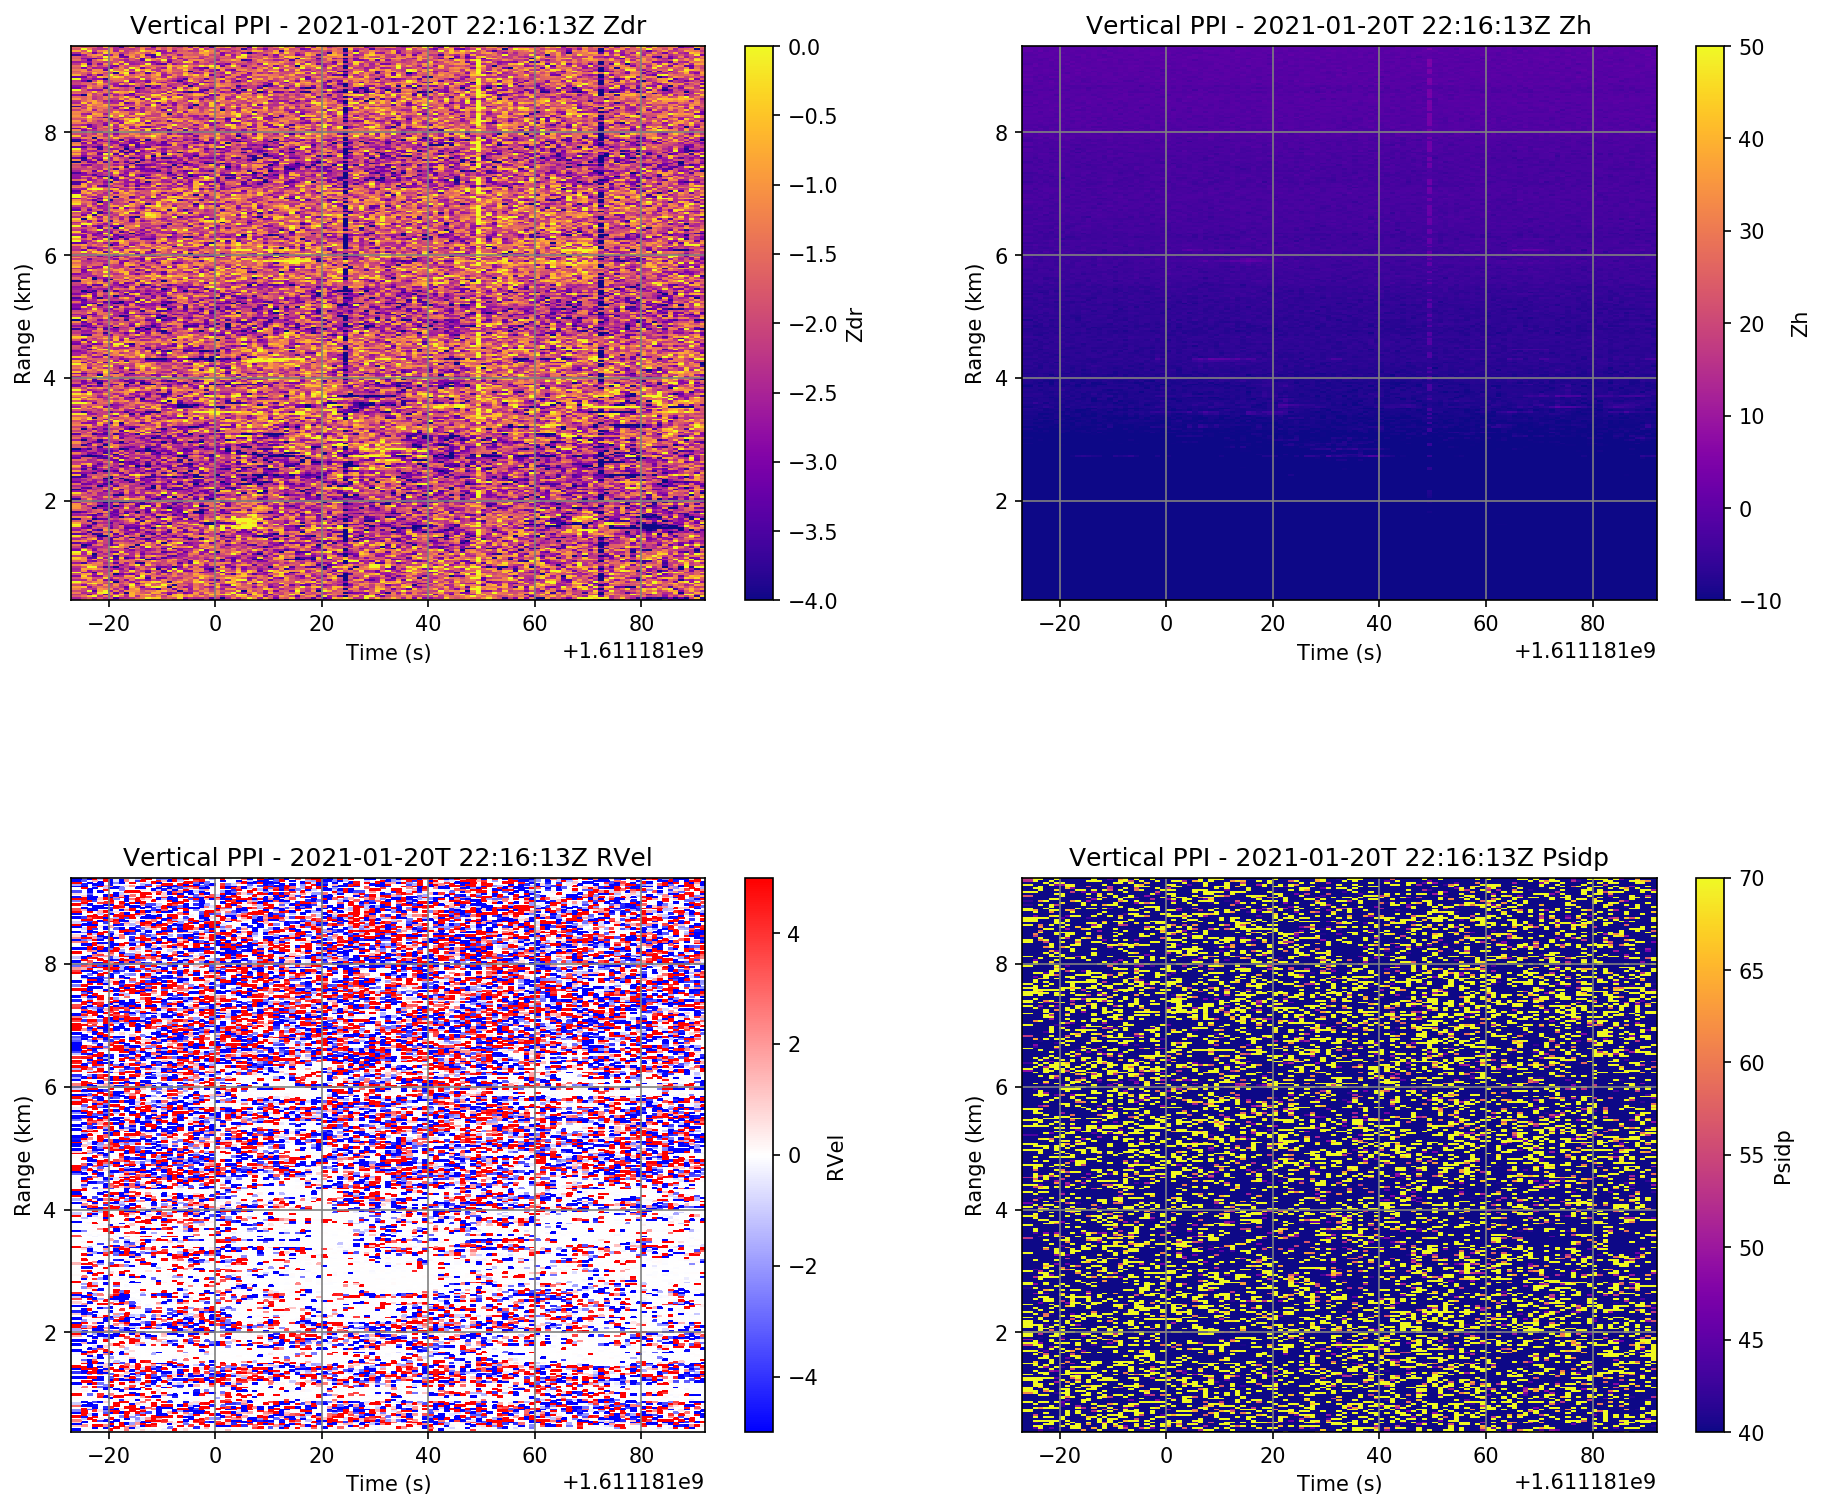 Vertical PPI - 2021-01-20T 22:16:13Z Zdr
Range (km)
8
6
4
2
−20 0 20 40 60 80
Time (s)
+1.611181e9
0.0
−0.5
−1.0
−1.5
−2.0
−2.5
−3.0
−3.5
−4.0
Zdr
Vertical PPI - 2021-01-20T 22:16:13Z Zh
Range (km)
8
6
4
2
−20 0 20 40 60 80
Time (s)
+1.611181e9
50
40
30
20
10
0
−10
Zh
Vertical PPI - 2021-01-20T 22:16:13Z RVel
Range (km)
8
6
4
2
−20 0 20 40 60 80
Time (s)
+1.611181e9
4
2
0
−2
−4
RVel
Vertical PPI - 2021-01-20T 22:16:13Z Psidp
Range (km)
8
6
4
2
−20 0 20 40 60 80
Time (s)
+1.611181e9
70
65
60
55
50
45
40
Psidp